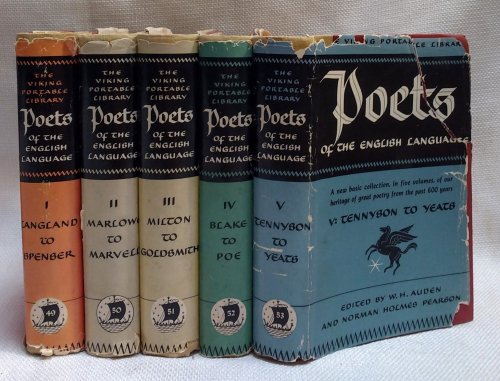 THE
VIKING
PORTABLE
LIBRARY
Poets
OF THE
ENGLISH
LANGUAGE
I
LANGLAND
TO
SPENSER
49
THE
VIKING
PORTABLE
LIBRARY
Poets
OF THE
ENGLISH
LANGUAGE
II
MARLOWE
TO
MARVELL
50
THE
VIKING
PORTABLE
LIBRARY
Poets
OF THE
ENGLISH
LANGUAGE
III
MILTON
TO
GOLDSMITH
51
THE
VIKING
PORTABLE
LIBRARY
Poets
OF THE
ENGLISH
LANGUAGE
IV
BLAKE
TO
POE
52
THE
VIKING
PORTABLE
LIBRARY
Poets
OF THE
ENGLISH
LANGUAGE
V
TENNYSON
TO
YEATS
53
VIKING PORTABLE LIBRARY
Poets
OF THE ENGLISH LANGUAGE
A new basic collection, in five volumes, of our
heritage of great poetry from the past 600 years
V: TENNYSON TO YEATS
EDITED BY W. H. AUDEN
AND NORMAN HOLMES PEARSON